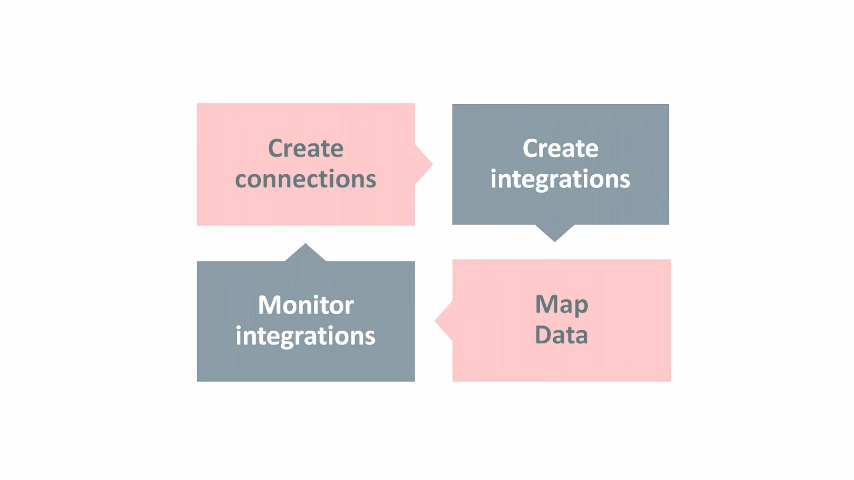 Create
connections
Create
integrations
Monitor
integrations
Map
Data